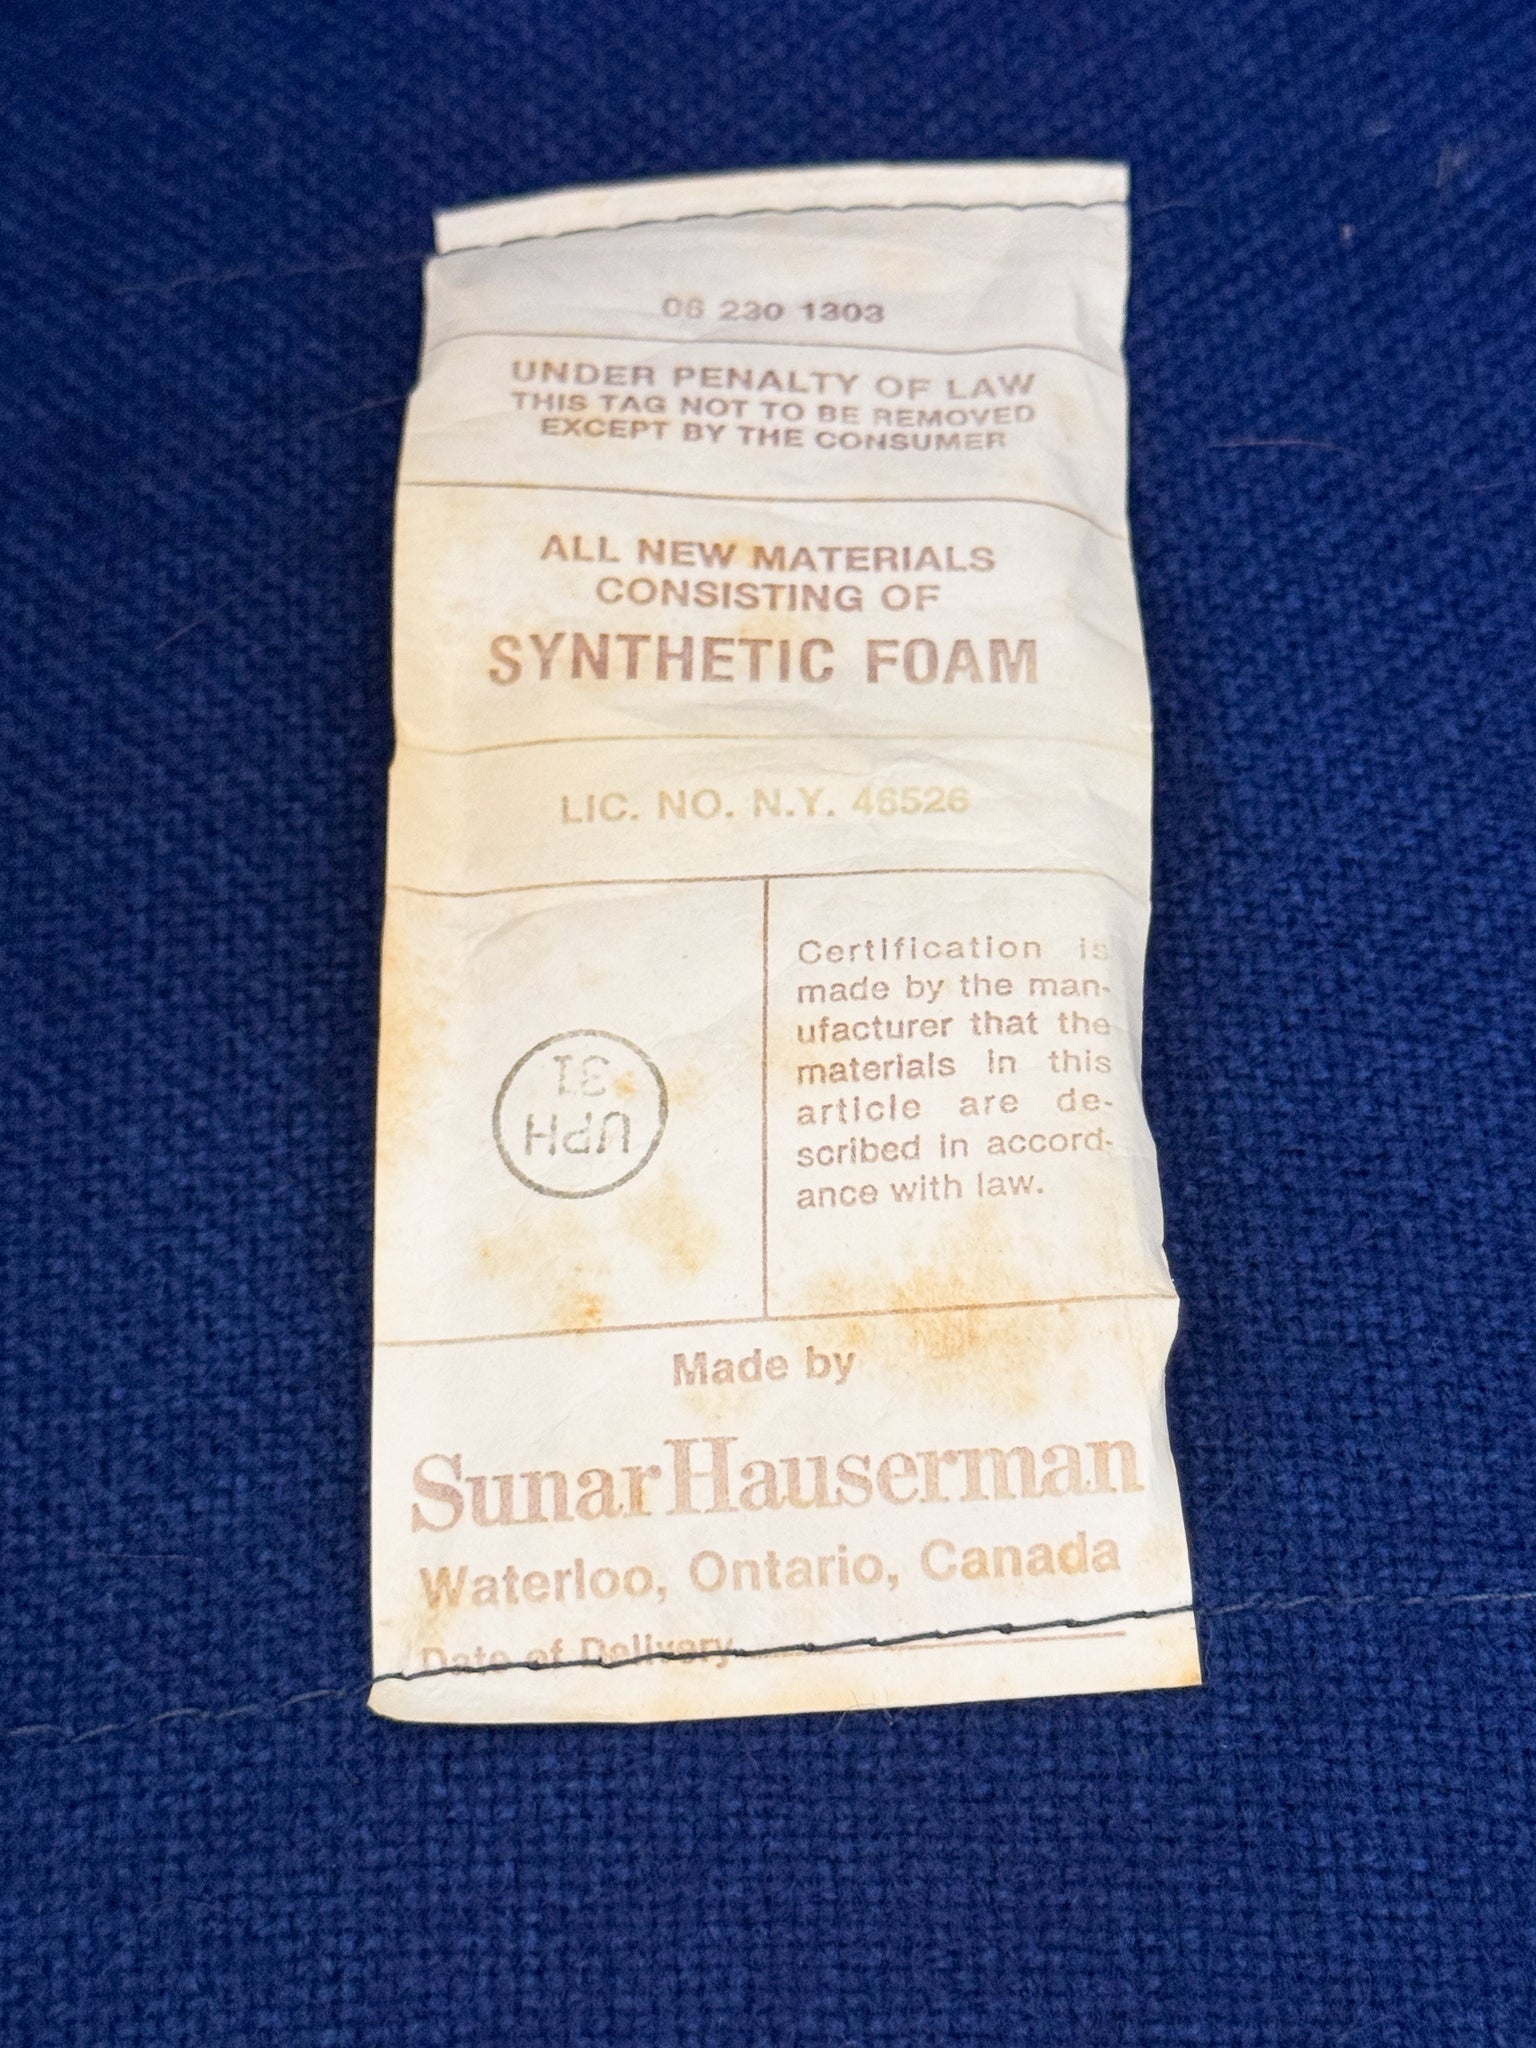 06 230 1303
UNDER PENALTY OF LAW
THIS TAG NOT TO BE REMOVED
EXCEPT BY THE CONSUMER
ALL NEW MATERIALS
CONSISTING OF
SYNTHETIC FOAM
LIC. NO. N.Y. 46526
UPH
31
Certification is
made by the man-
ufacturer that the
materials in this
article are de-
scribed in accord-
ance with law.
Made by
SunarHauserman
Waterloo, Ontario, Canada
Date of Delivery